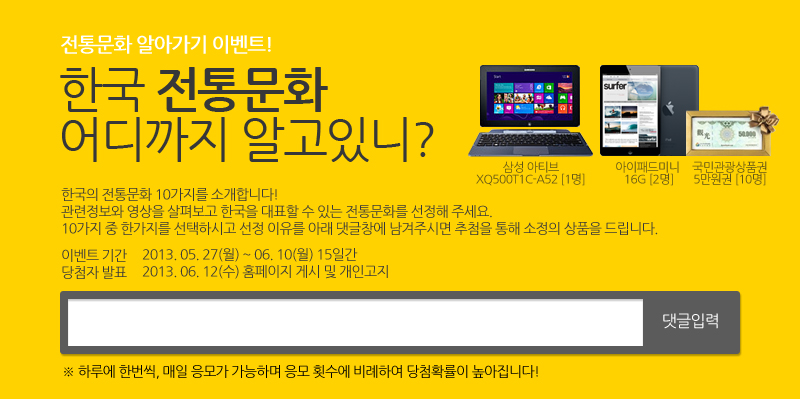 전통문화 알아가기 이벤트!
한국 전통문화
어디까지 알고있니?
surfer
觀光
50,000
삼성 아티브
XQ500T1C-A52 [1명]
아이패드미니
16G [2명]
국민관광상품권
5만원권 [10명]
한국의 전통문화 10가지를 소개합니다!
관련정보와 영상을 살펴보고 한국을 대표할 수 있는 전통문화를 선정해 주세요.
10가지 중 한가지를 선택하시고 선정 이유를 아래 댓글창에 남겨주시면 추첨을 통해 소정의 상품을 드립니다.
이벤트 기간 2013. 05. 27(월) ~ 06. 10(월) 15일간
당첨자 발표 2013. 06. 12(수) 홈페이지 게시 및 개인고지
댓글입력
※ 하루에 한번씩, 매일 응모가 가능하며 응모 횟수에 비례하여 당첨확률이 높아집니다!